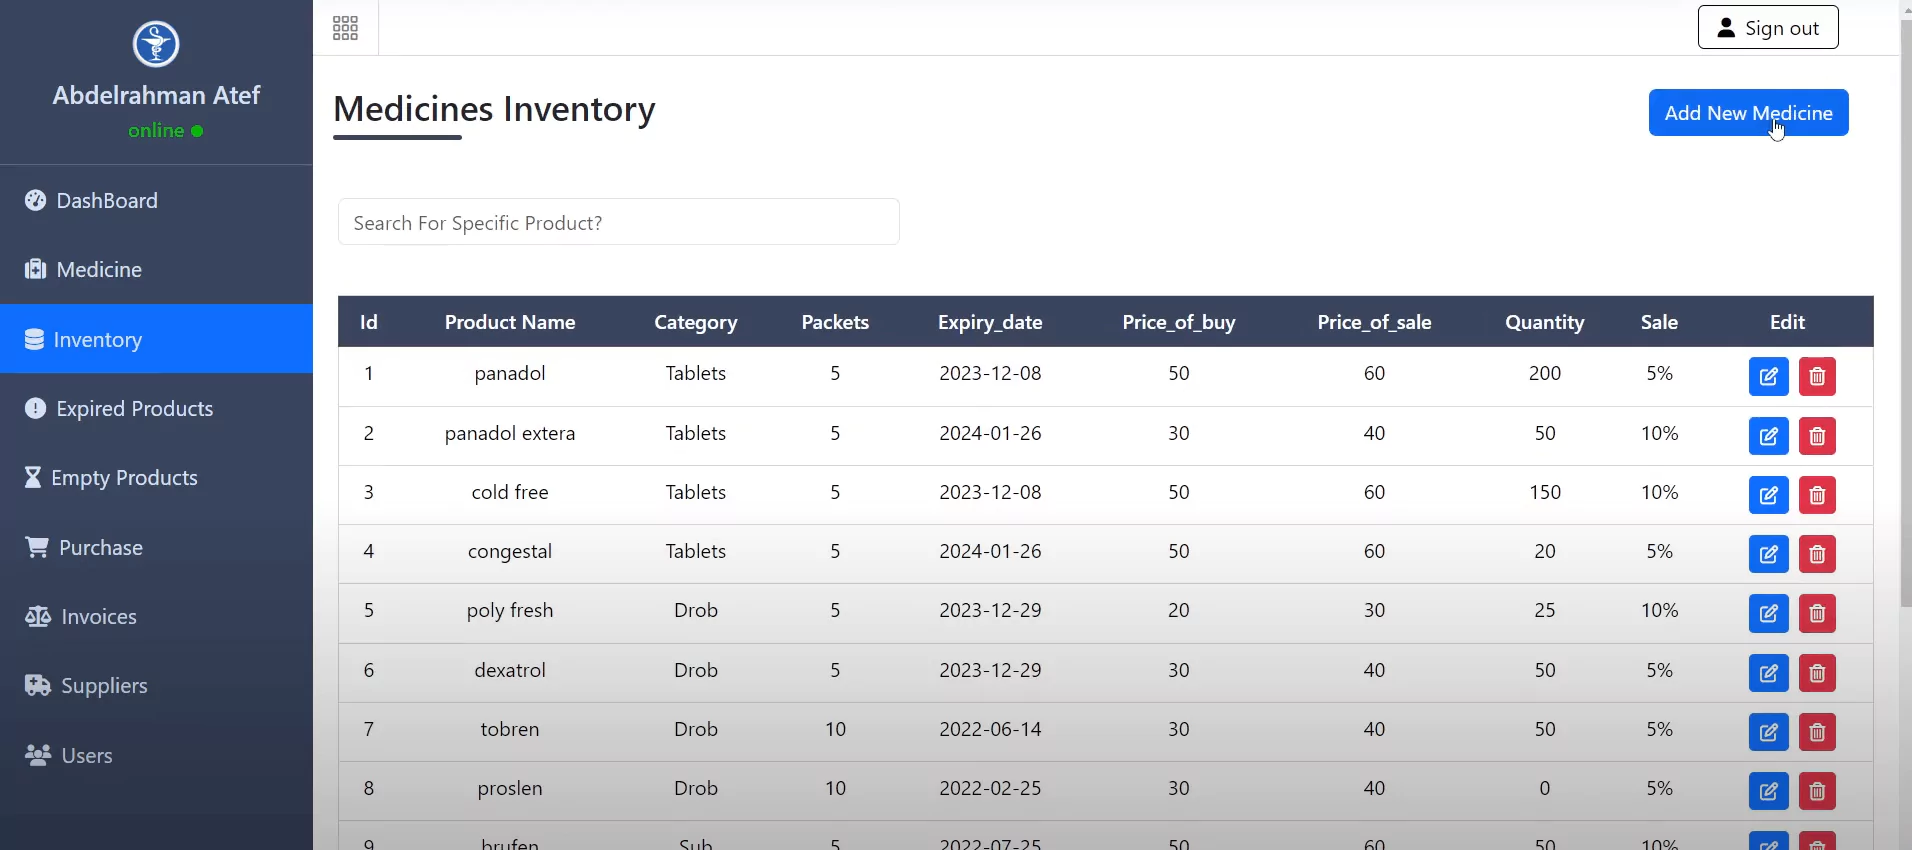 Abdelrahman Atef
online
DashBoard
Medicine
Inventory
Expired Products
Empty Products
Purchase
Invoices
Suppliers
Users
Sign out
Medicines Inventory
Add New Medicine
Search For Specific Product?
Id Product Name Category Packets Expiry_date Price_of_buy Price_of_sale Quantity Sale Edit
1 panadol Tablets 5 2023-12-08 50 60 200 5%
2 panadol extera Tablets 5 2024-01-26 30 40 50 10%
3 cold free Tablets 5 2023-12-08 50 60 150 10%
4 congestal Tablets 5 2024-01-26 50 60 20 5%
5 poly fresh Drob 5 2023-12-29 20 30 25 10%
6 dexatrol Drob 5 2023-12-29 30 40 50 5%
7 tobren Drob 10 2022-06-14 30 40 50 5%
8 proslen Drob 10 2022-02-25 30 40 0 5%
9 brufen Sub 5 2022-07-25 50 60 50 10%